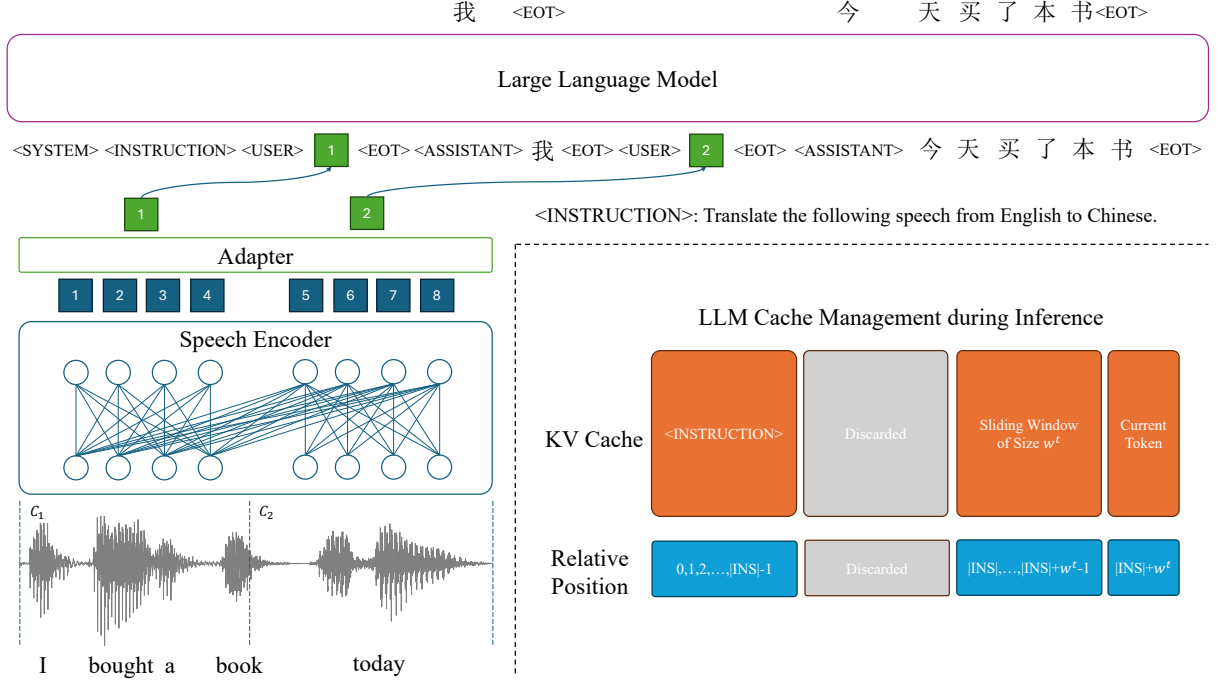 我 <EOT> 今 天 买 了 本 书 <EOT>
Large Language Model
<SYSTEM> <INSTRUCTION> <USER> 1 <EOT> <ASSISTANT> 我 <EOT> <USER> 2 <EOT> <ASSISTANT> 今 天 买 了 本 书 <EOT>
1 2
<INSTRUCTION>: Translate the following speech from English to Chinese.
Adapter
1 2 3 4 5 6 7 8
Speech Encoder
C₁ C₂
I bought a book today
LLM Cache Management during Inference
KV Cache
<INSTRUCTION>
Discarded
Sliding Window
of Size wᵗ
Current
Token
Relative
Position
0,1,2,…,|INS|-1
Discarded
|INS|,…,|INS|+wᵗ-1
|INS|+wᵗ